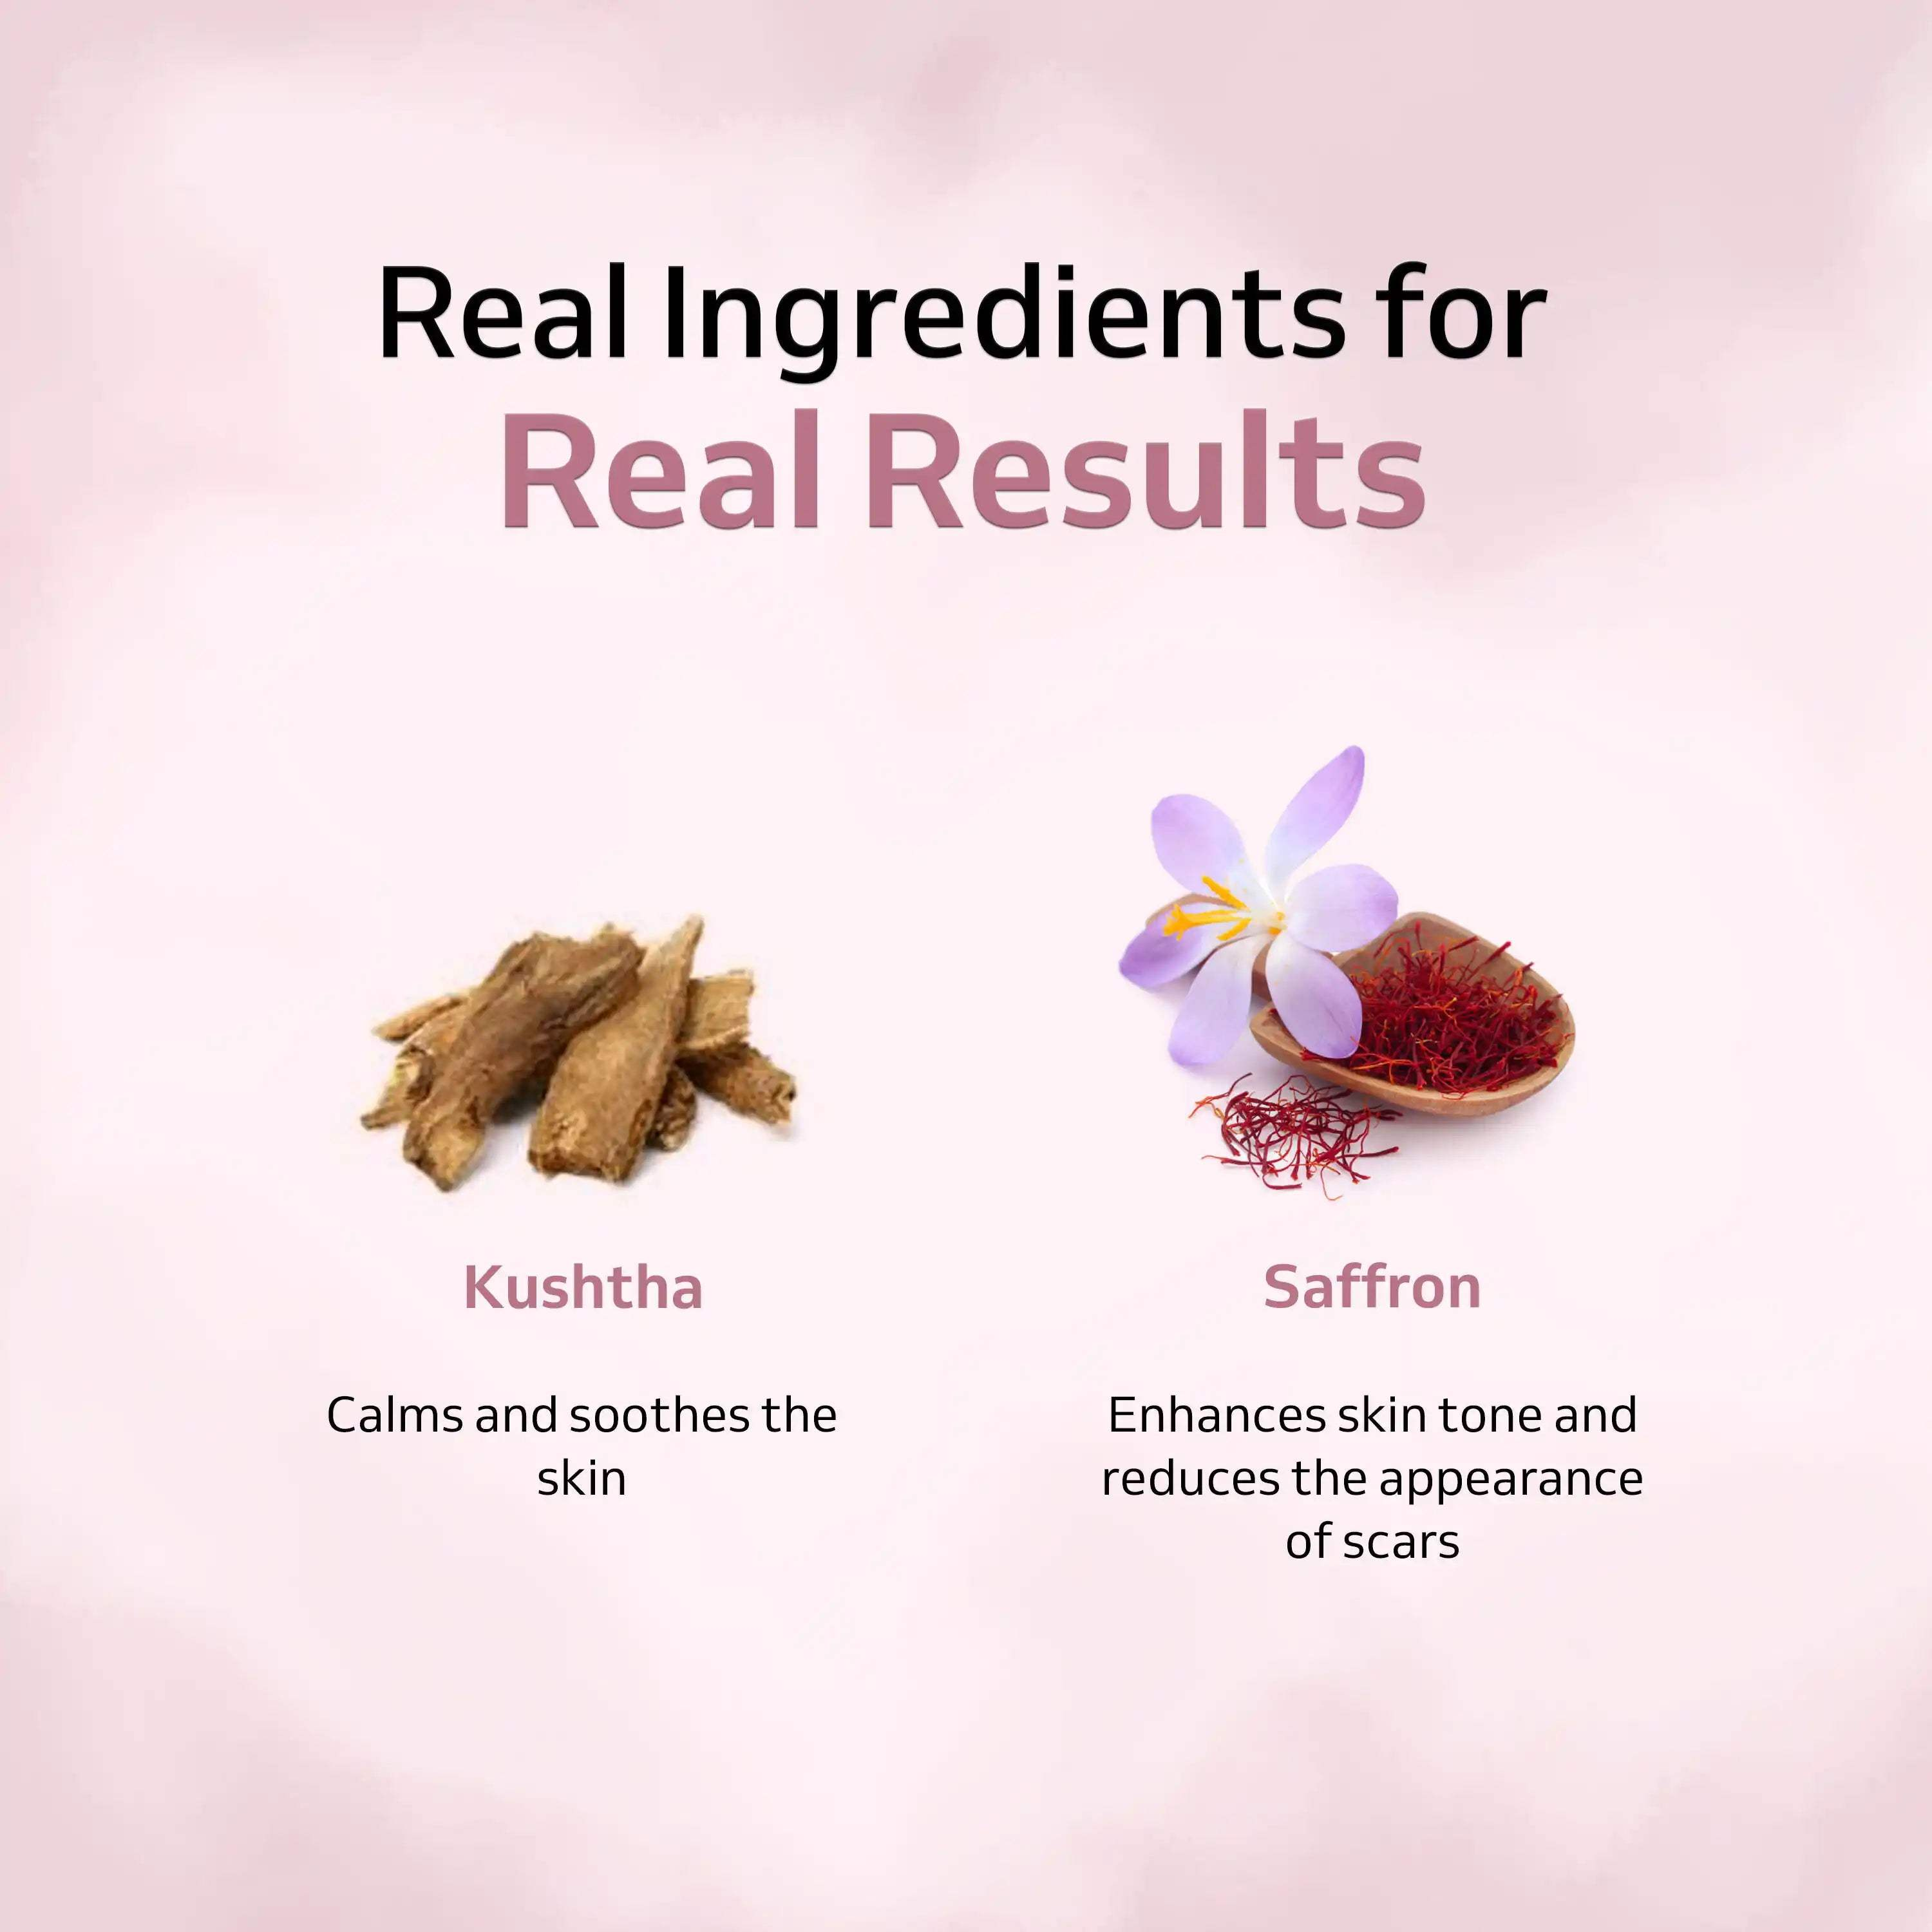 Real Ingredients for
Real Results
Kushtha
Calms and soothes the
skin
Saffron
Enhances skin tone and
reduces the appearance
of scars